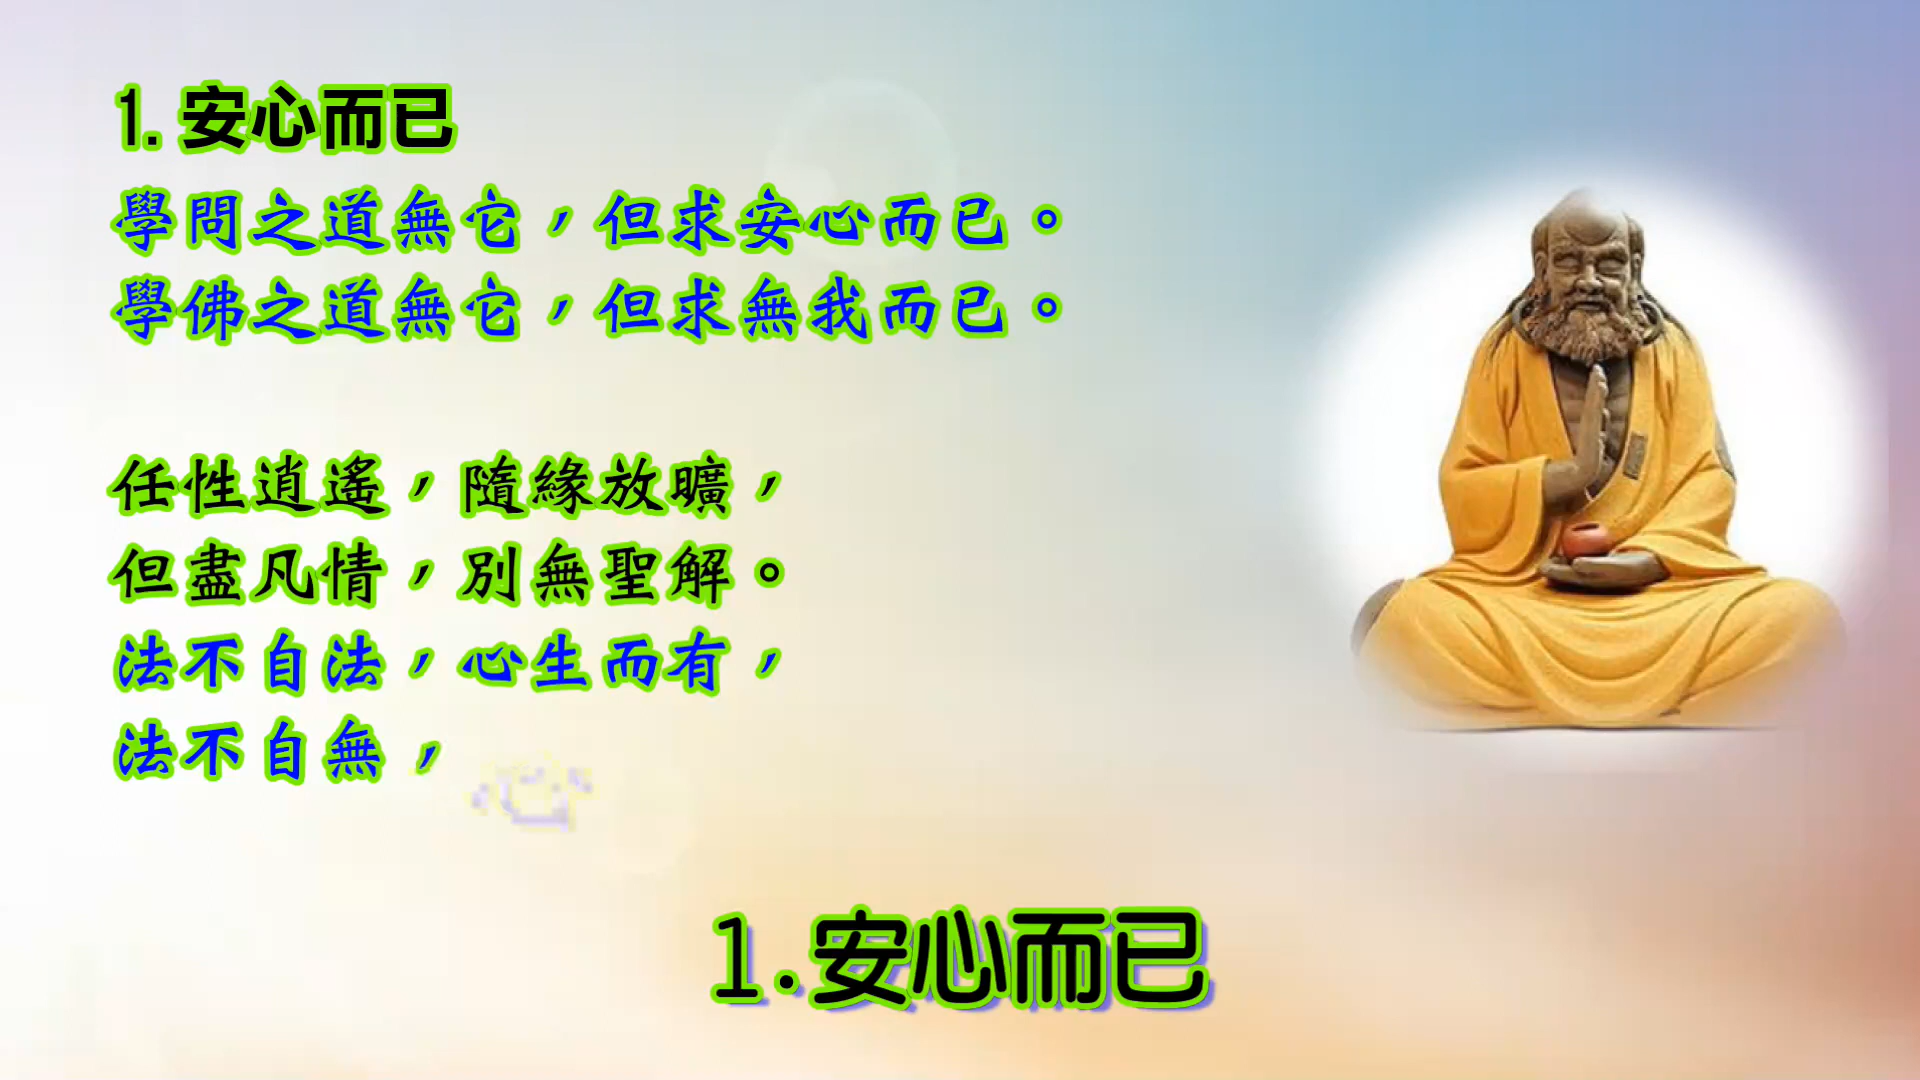 1.安心而已
學問之道無它，但求安心而已。
學佛之道無它，但求無我而已。
任性逍遙，隨緣放曠，
但盡凡情，別無聖解。
法不自法，心生而有，
法不自無，心
1.安心而已